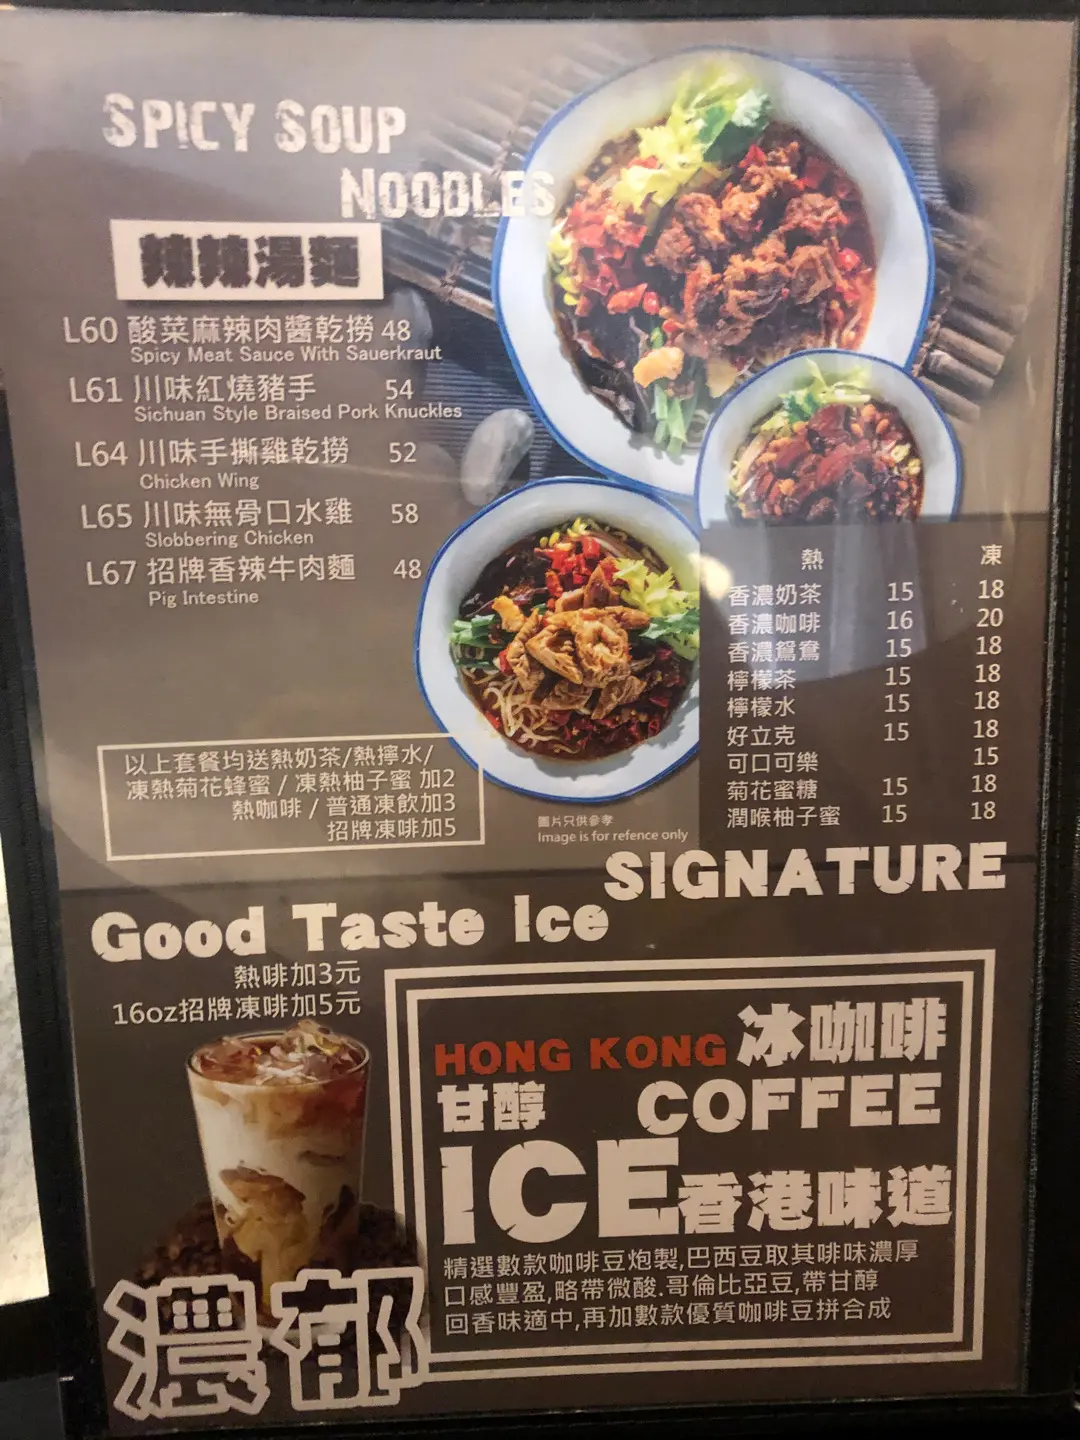 SPICY SOUP
NOODLES
辣辣湯麵
L60 酸菜麻辣肉醬乾撈 48
Spicy Meat Sauce With Sauerkraut
L61 川味紅燒豬手 54
Sichuan Style Braised Pork Knuckles
L64 川味手撕雞乾撈 52
Chicken Wing
L65 川味無骨口水雞 58
Slobbering Chicken
L67 招牌香辣牛肉麵 48
Pig Intestine
熱 凍
香濃奶茶 15 18
香濃咖啡 16 20
香濃鴛鴦 15 18
檸檬茶 15 18
檸檬水 15 18
好立克 15 18
可口可樂 15
菊花蜜糖 15 18
潤喉柚子蜜 15 18
以上套餐均送熱奶茶/熱擰水/
凍熱菊花蜂蜜 / 凍熱柚子蜜 加2
熱咖啡 / 普通凍飲加3
招牌凍啡加5
圖片只供參孝
Image is for refence only
SIGNATURE
Good Taste Ice
熱啡加3元
16oz招牌凍啡加5元
HONG KONG 冰咖啡
甘醇 COFFEE
ICE香港味道
精選數款咖啡豆炮製,巴西豆取其啡味濃厚
口感豐盈,略帶微酸.哥倫比亞豆,帶甘醇
回香味適中,再加數款優質咖啡豆拼合成
濃郁